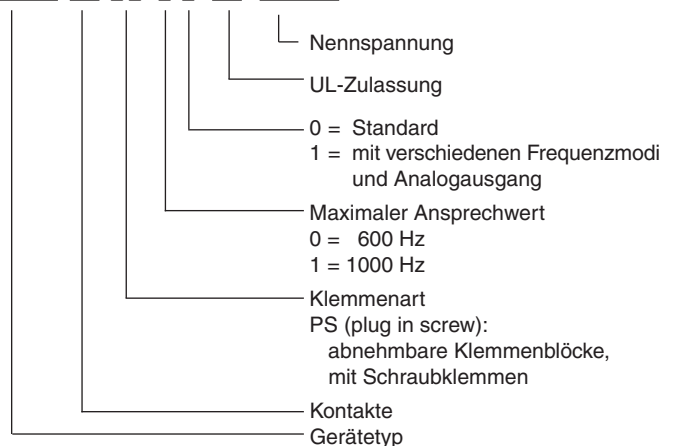 Nennspannung
UL-Zulassung
0 = Standard
1 = mit verschiedenen Frequenzmodi
und Analogausgang
Maximaler Ansprechwert
0 = 600 Hz
1 = 1000 Hz
Klemmenart
PS (plug in screw):
abnehmbare Klemmenblöcke,
mit Schraubklemmen
Kontakte
Gerätetyp